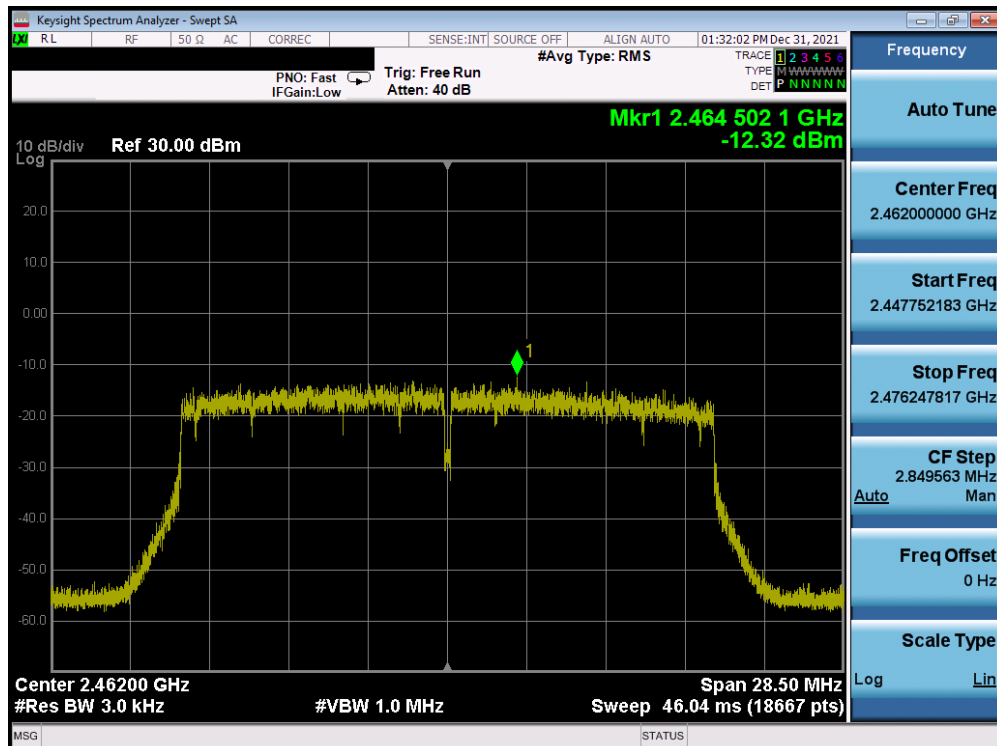 Keysight Spectrum Analyzer - Swept SA
LXI RL RF 50 Ω AC CORREC SENSE:INT SOURCE OFF ALIGN AUTO 01:32:02 PM Dec 31, 2021
#Avg Type: RMS
TRACE 1 2 3 4 5 6
PNO: Fast Trig: Free Run
TYPE M W W W W W
IFGain:Low Atten: 40 dB
DET P N N N N N
Mkr1 2.464 502 1 GHz
-12.32 dBm
10 dB/div Ref 30.00 dBm
Log
20.0
10.0
0.00
-10.0
1
-20.0
-30.0
-40.0
-50.0
-60.0
Center 2.46200 GHz Span 28.50 MHz
#Res BW 3.0 kHz #VBW 1.0 MHz Sweep 46.04 ms (18667 pts)
MSG STATUS
Frequency
Auto Tune
Center Freq
2.462000000 GHz
Start Freq
2.447752183 GHz
Stop Freq
2.476247817 GHz
CF Step
2.849563 MHz
Auto Man
Freq Offset
0 Hz
Scale Type
Log Lin